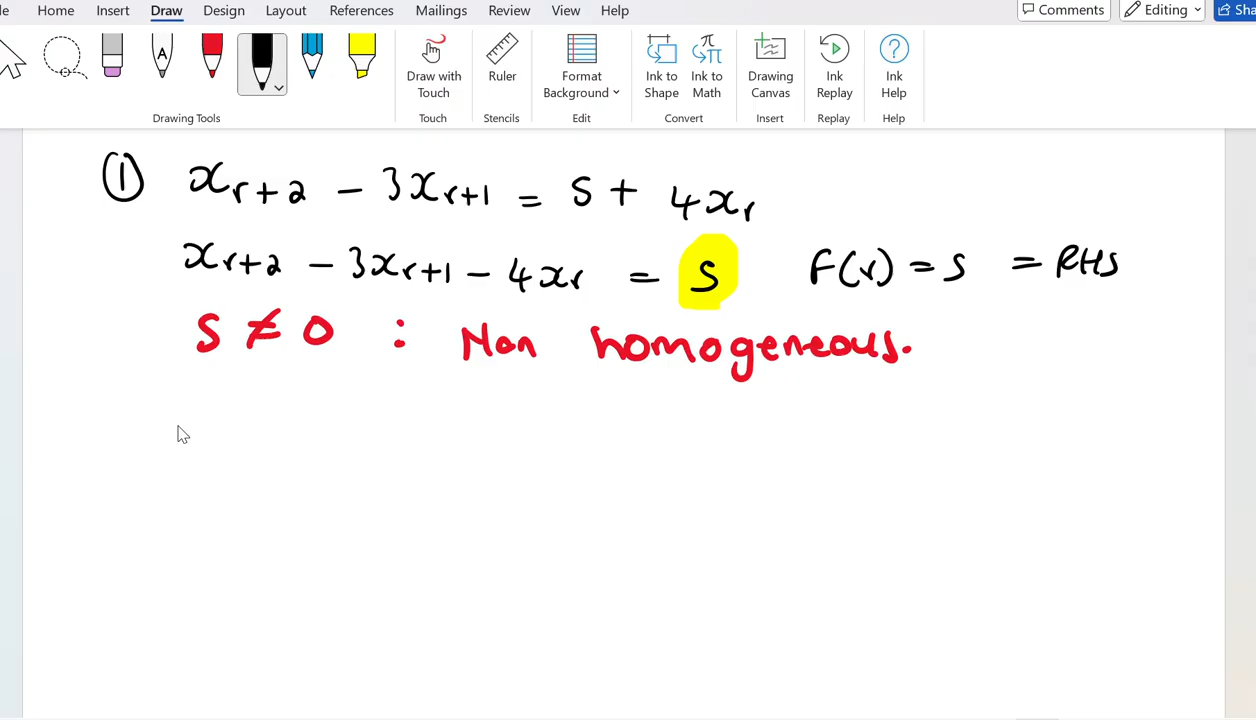 le Home Insert Draw Design Layout References Mailings Review View Help Comments Editing Sha
A Draw with Touch Ruler Format Background Ink to Shape Ink to Math Drawing Canvas Ink Replay Ink Help
Drawing Tools Touch Stencils Edit Convert Insert Replay Help
① x_{r+2} - 3x_{r+1} = 5 + 4x_r
x_{r+2} - 3x_{r+1} - 4x_r = 5 F(r) = 5 = RHS
5 ≠ 0 : Non homogeneous.